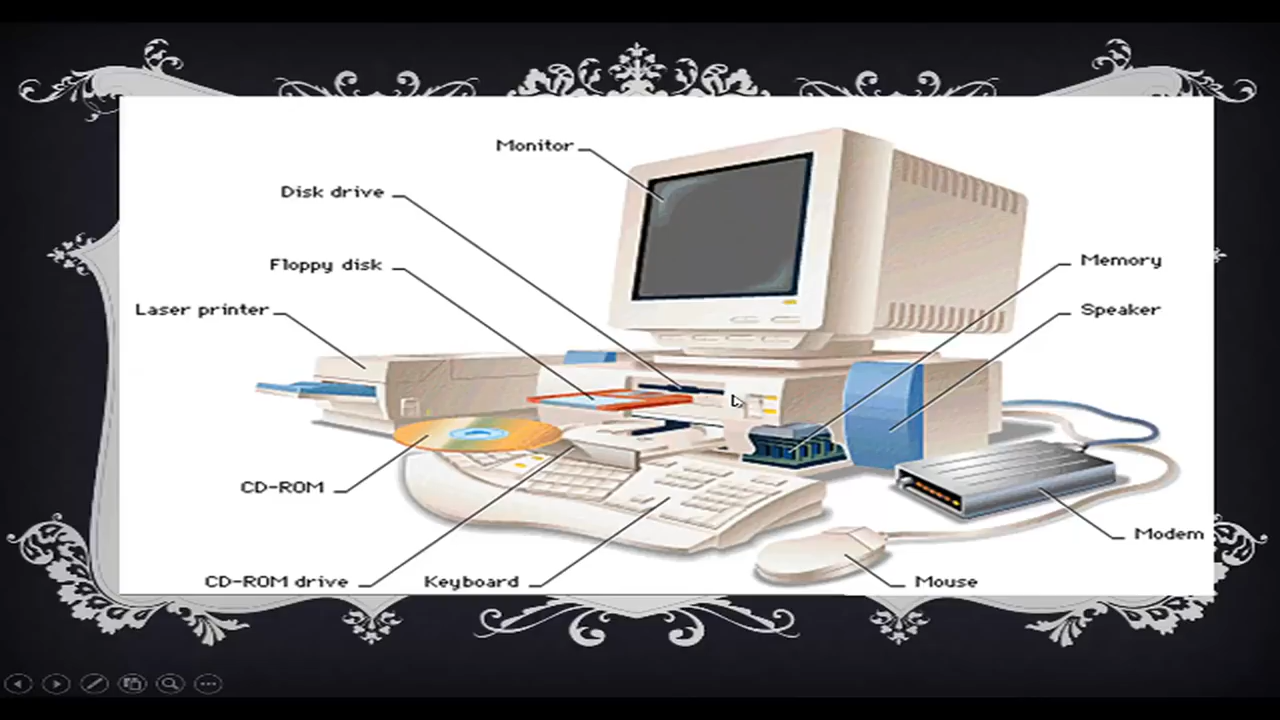 Monitor
Disk drive
Floppy disk
Memory
Laser printer
Speaker
CD-ROM
Modem
CD-ROM drive
Keyboard
Mouse